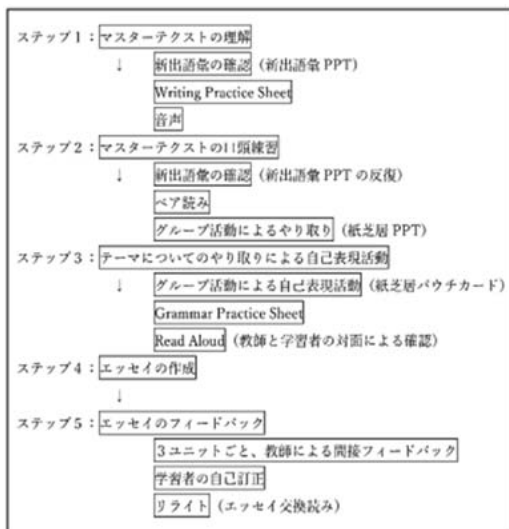 ステップ1：マスターテクストの理解
↓ 新出語彙の確認（新出語彙 PPT）
Writing Practice Sheet
音声
ステップ2：マスターテクストの口頭練習
↓ 新出語彙の確認（新出語彙 PPT の反復）
ペア読み
グループ活動によるやり取り（紙芝居 PPT）
ステップ3：テーマについてのやり取りによる自己表現活動
↓ グループ活動による自己表現活動（紙芝居パウチカード）
Grammar Practice Sheet
Read Aloud（教師と学習者の対面による確認）
ステップ4：エッセイの作成
↓
ステップ5：エッセイのフィードバック
3ユニットごと、教師による間接フィードバック
学習者の自己訂正
リライト（エッセイ交換読み）